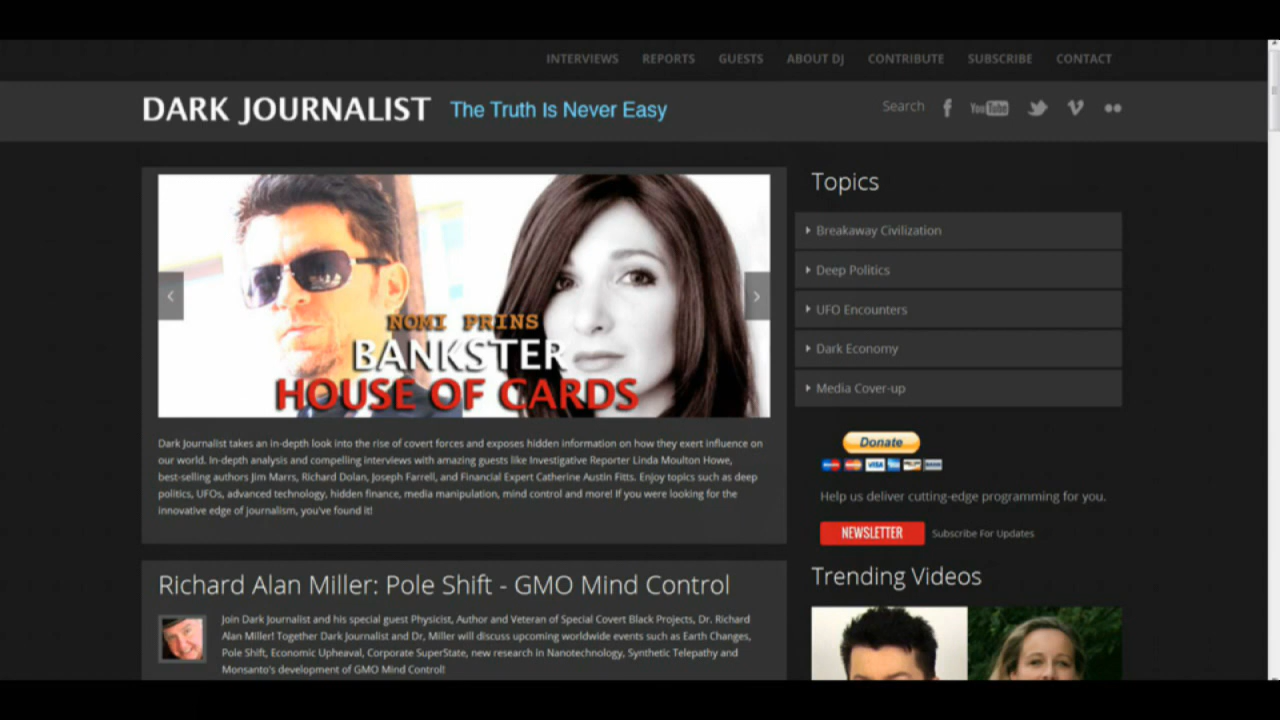 INTERVIEWS REPORTS GUESTS ABOUT DJ CONTRIBUTE SUBSCRIBE CONTACT
DARK JOURNALIST The Truth Is Never Easy
Search
YouTube
NOMI PRINS
BANKSTER
HOUSE OF CARDS
Dark Journalist takes an in-depth look into the rise of covert forces and exposes hidden information on how they exert influence on
our world. In-depth analysis and compelling interviews with amazing guests like Investigative Reporter Linda Moulton Howe,
best-selling authors Jim Marrs, Richard Dolan, Joseph Farrell, and Financial Expert Catherine Austin Fitts. Enjoy topics such as deep
politics, UFOs, advanced technology, hidden finance, media manipulation, mind control and more! If you were looking for the
innovative edge of journalism, you've found it!
Richard Alan Miller: Pole Shift - GMO Mind Control
Join Dark Journalist and his special guest Physicist, Author and Veteran of Special Covert Black Projects, Dr. Richard
Alan Miller! Together Dark Journalist and Dr, Miller will discuss upcoming worldwide events such as Earth Changes,
Pole Shift, Economic Upheaval, Corporate SuperState, new research in Nanotechnology, Synthetic Telepathy and
Monsanto's development of GMO Mind Control!
Topics
Breakaway Civilization
Deep Politics
UFO Encounters
Dark Economy
Media Cover-up
Donate
VISA
Help us deliver cutting-edge programming for you.
NEWSLETTER Subscribe For Updates
Trending Videos